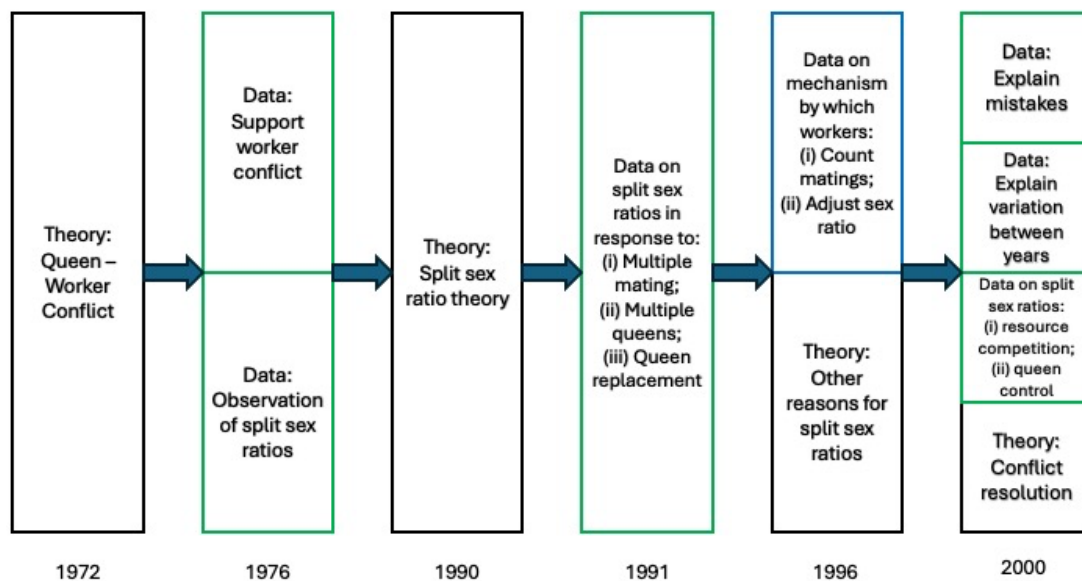 Theory:
Queen –
Worker
Conflict
Data:
Support
worker
conflict
Data:
Observation
of split sex
ratios
Theory:
Split sex
ratio theory
Data on
split sex
ratios in
response to:
(i) Multiple
mating;
(ii) Multiple
queens;
(iii) Queen
replacement
Data on
mechanism
by which
workers:
(i) Count
matings;
(ii) Adjust sex
ratio
Theory:
Other
reasons for
split sex
ratios
Data:
Explain
mistakes
Data:
Explain
variation
between
years
Data on split
sex ratios:
(i) resource
competition;
(ii) queen
control
Theory:
Conflict
resolution
1972
1976
1990
1991
1996
2000